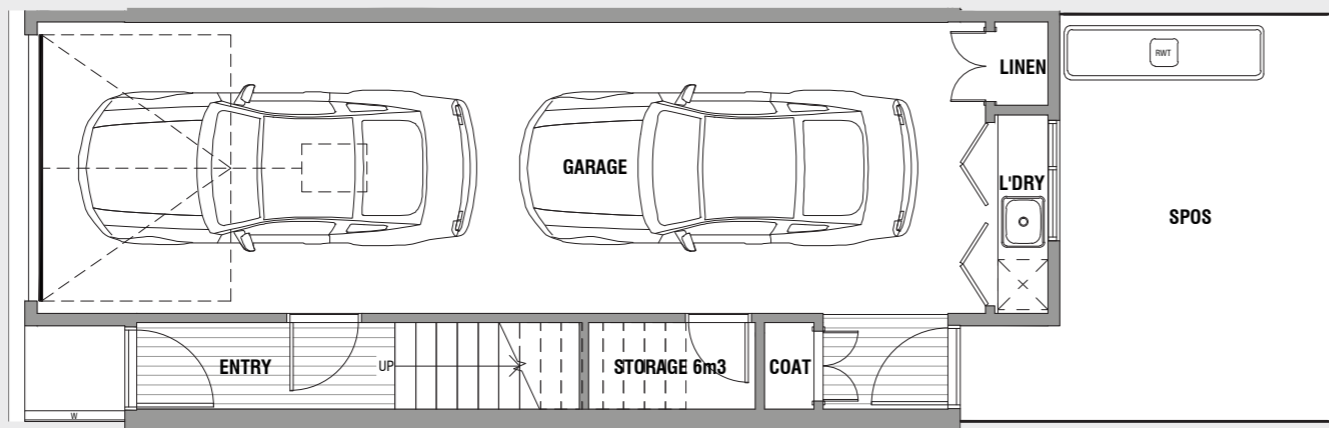 LINEN
RWT
GARAGE
L'DRY
SPOS
ENTRY
UP
STORAGE 6m3
COAT
W